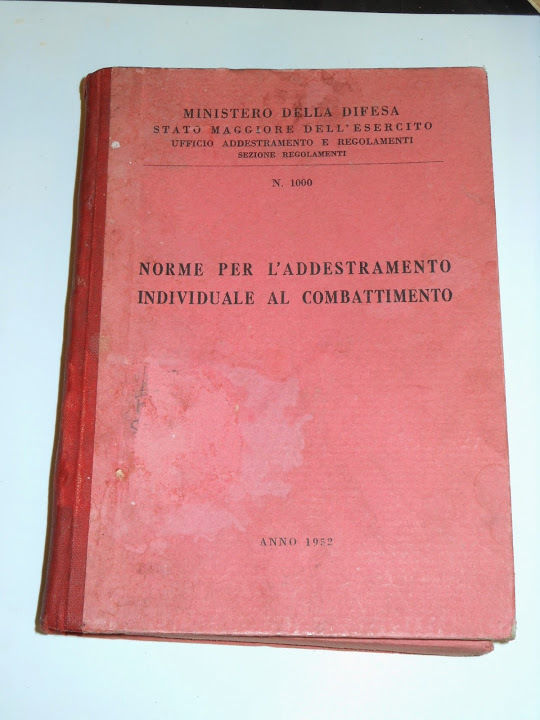 MINISTERO DELLA DIFESA
STATO MAGGIORE DELL'ESERCITO
UFFICIO ADDESTRAMENTO E REGOLAMENTI
SEZIONE REGOLAMENTI
N. 1000
NORME PER L'ADDESTRAMENTO
INDIVIDUALE AL COMBATTIMENTO
ANNO 1952